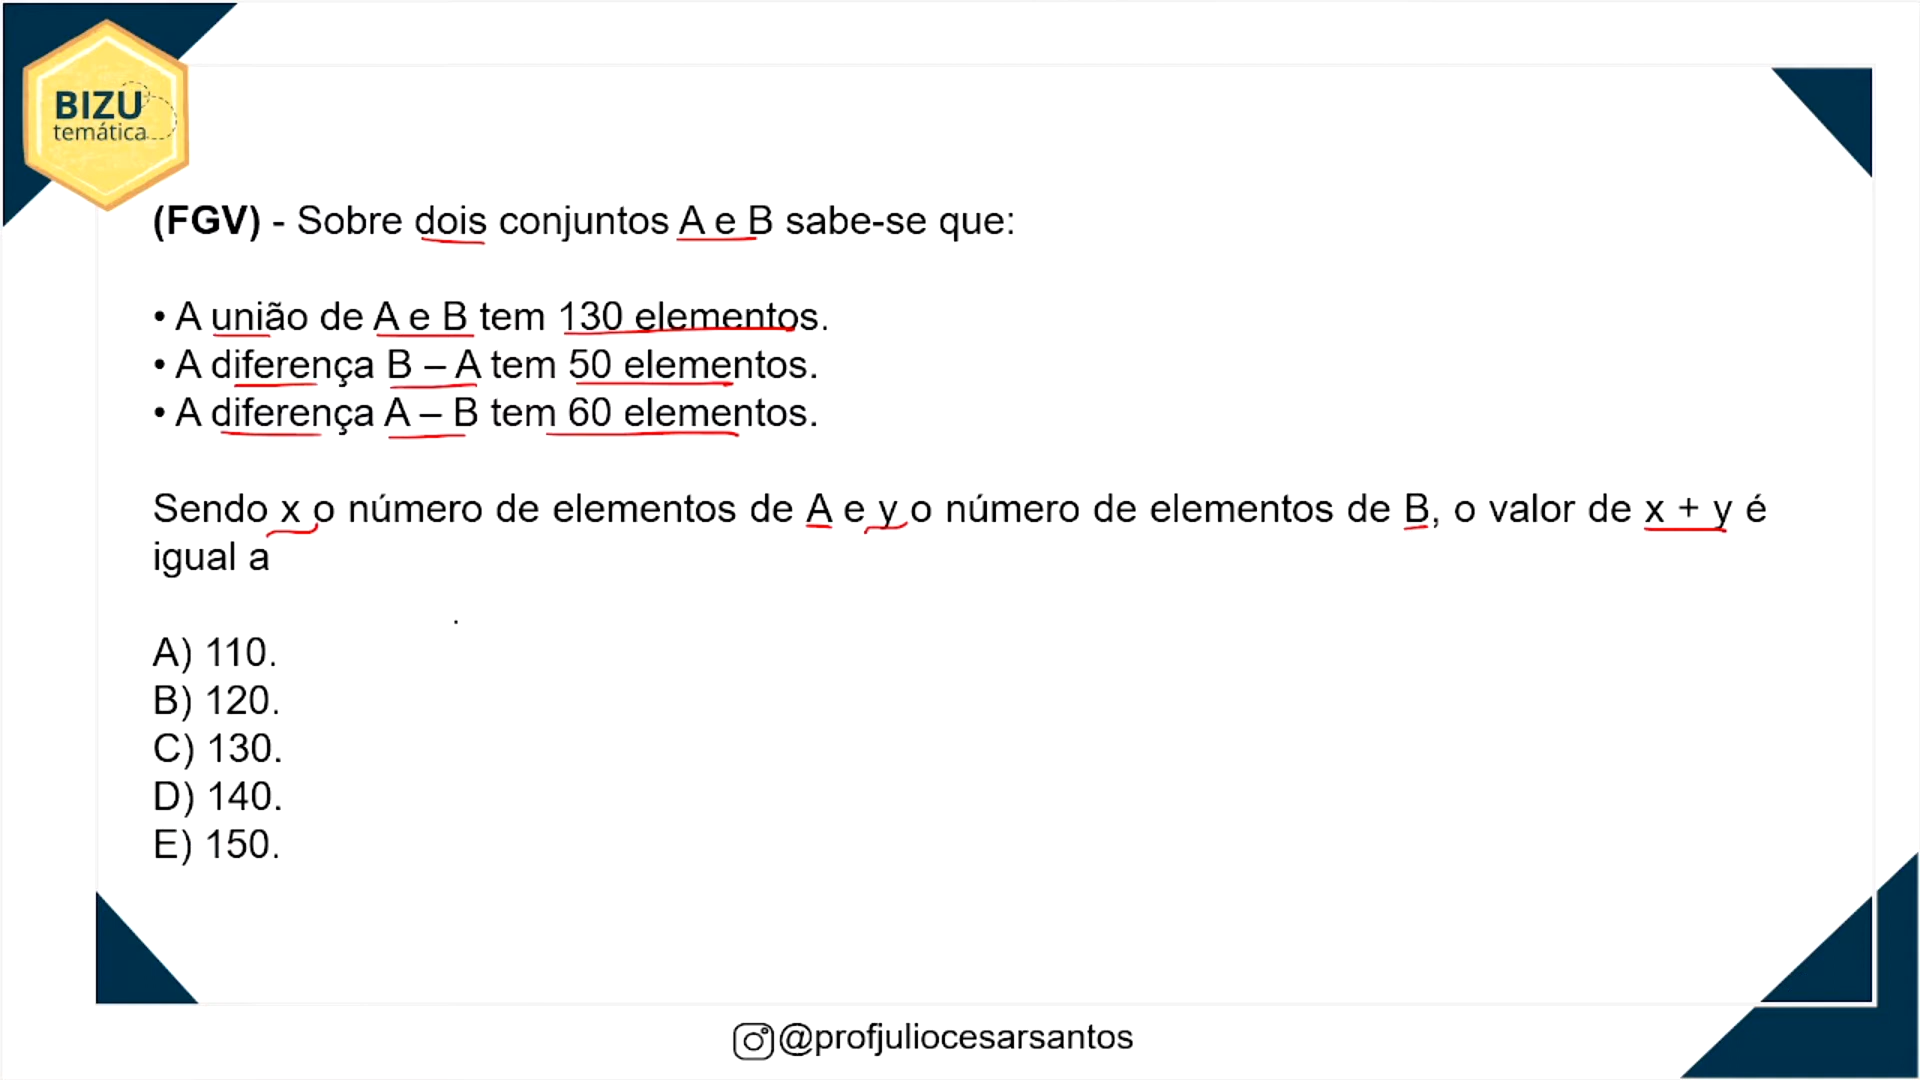 BIZU
temática
(FGV) - Sobre dois conjuntos A e B sabe-se que:
• A união de A e B tem 130 elementos.
• A diferença B – A tem 50 elementos.
• A diferença A – B tem 60 elementos.
Sendo x o número de elementos de A e y o número de elementos de B, o valor de x + y é
igual a
A) 110.
B) 120.
C) 130.
D) 140.
E) 150.
@profjuliocesarsantos